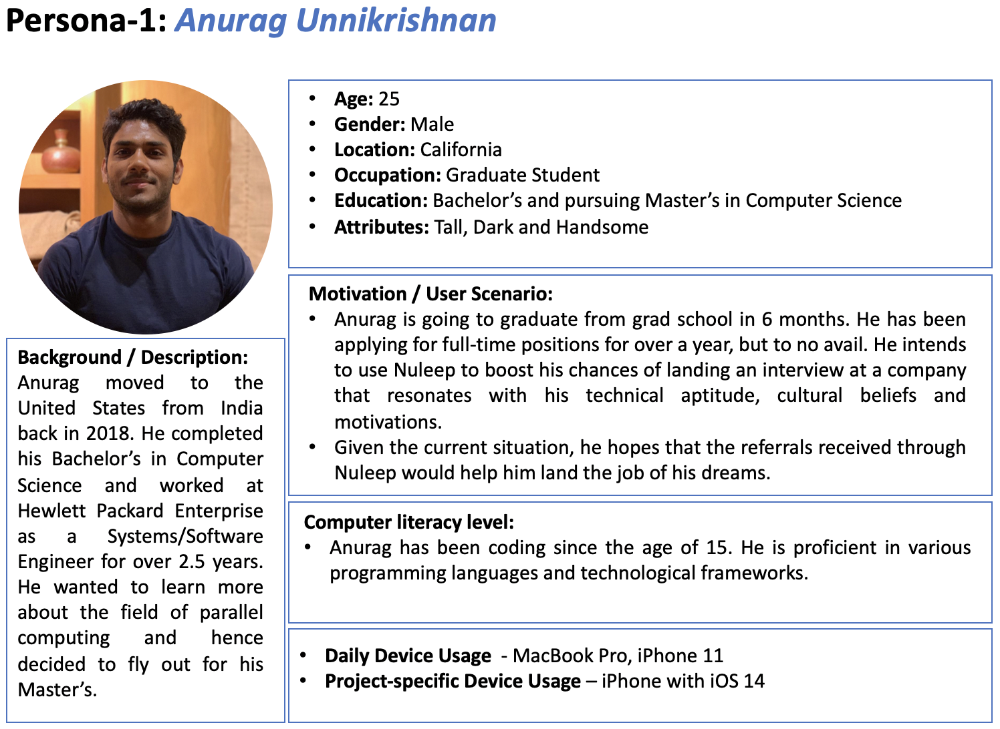 Persona-1: Anurag Unnikrishnan
• Age: 25
• Gender: Male
• Location: California
• Occupation: Graduate Student
• Education: Bachelor’s and pursuing Master’s in Computer Science
• Attributes: Tall, Dark and Handsome
Motivation / User Scenario:
• Anurag is going to graduate from grad school in 6 months. He has been
applying for full-time positions for over a year, but to no avail. He intends
to use Nuleep to boost his chances of landing an interview at a company
that resonates with his technical aptitude, cultural beliefs and
motivations.
• Given the current situation, he hopes that the referrals received through
Nuleep would help him land the job of his dreams.
Background / Description:
Anurag moved to the
United States from India
back in 2018. He completed
his Bachelor’s in Computer
Science and worked at
Hewlett Packard Enterprise
as a Systems/Software
Engineer for over 2.5 years.
He wanted to learn more
about the field of parallel
computing and hence
decided to fly out for his
Master’s.
Computer literacy level:
• Anurag has been coding since the age of 15. He is proficient in various
programming languages and technological frameworks.
• Daily Device Usage - MacBook Pro, iPhone 11
• Project-specific Device Usage – iPhone with iOS 14